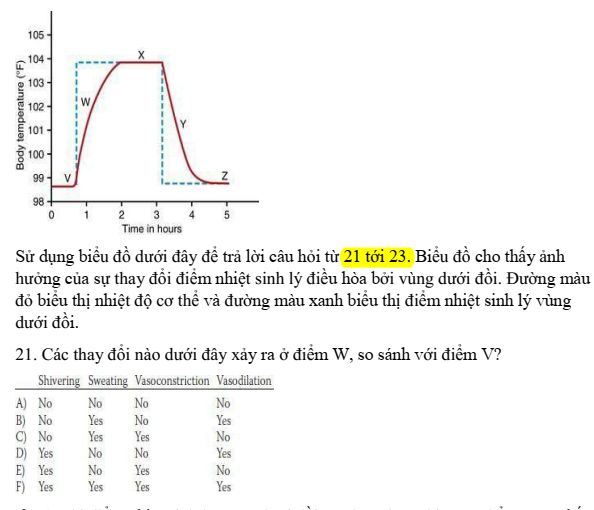 105
104
103
102
101
100
99
98
Body temperature (°F)
V
W
X
Y
Z
0 1 2 3 4 5
Time in hours
Sử dụng biểu đồ dưới đây để trả lời câu hỏi từ 21 tới 23. Biểu đồ cho thấy ảnh
hưởng của sự thay đổi điểm nhiệt sinh lý điều hòa bởi vùng dưới đồi. Đường màu
đỏ biểu thị nhiệt độ cơ thể và đường màu xanh biểu thị điểm nhiệt sinh lý vùng
dưới đồi.
21. Các thay đổi nào dưới đây xảy ra ở điểm W, so sánh với điểm V?
Shivering Sweating Vasoconstriction Vasodilation
A) No No No No
B) No Yes No Yes
C) No Yes Yes No
D) Yes No No Yes
E) Yes No Yes No
F) Yes Yes Yes Yes